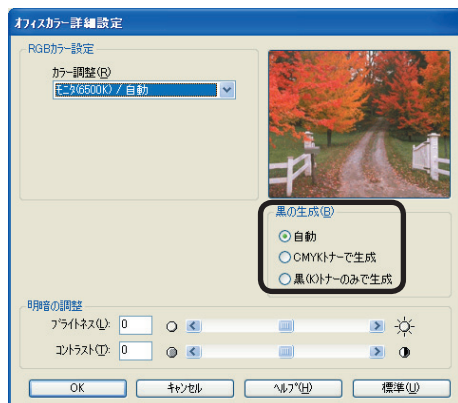 オフィスカラー詳細設定
RGBカラー設定
カラー調整(R)
モニタ(6500K) / 自動
黒の生成(B)
自動
CMYKトナーで生成
黒(K)トナーのみで生成
明暗の調整
ブライトネス(L): 0
コントラスト(T): 0
OK キャンセル ヘルプ(H) 標準(U)